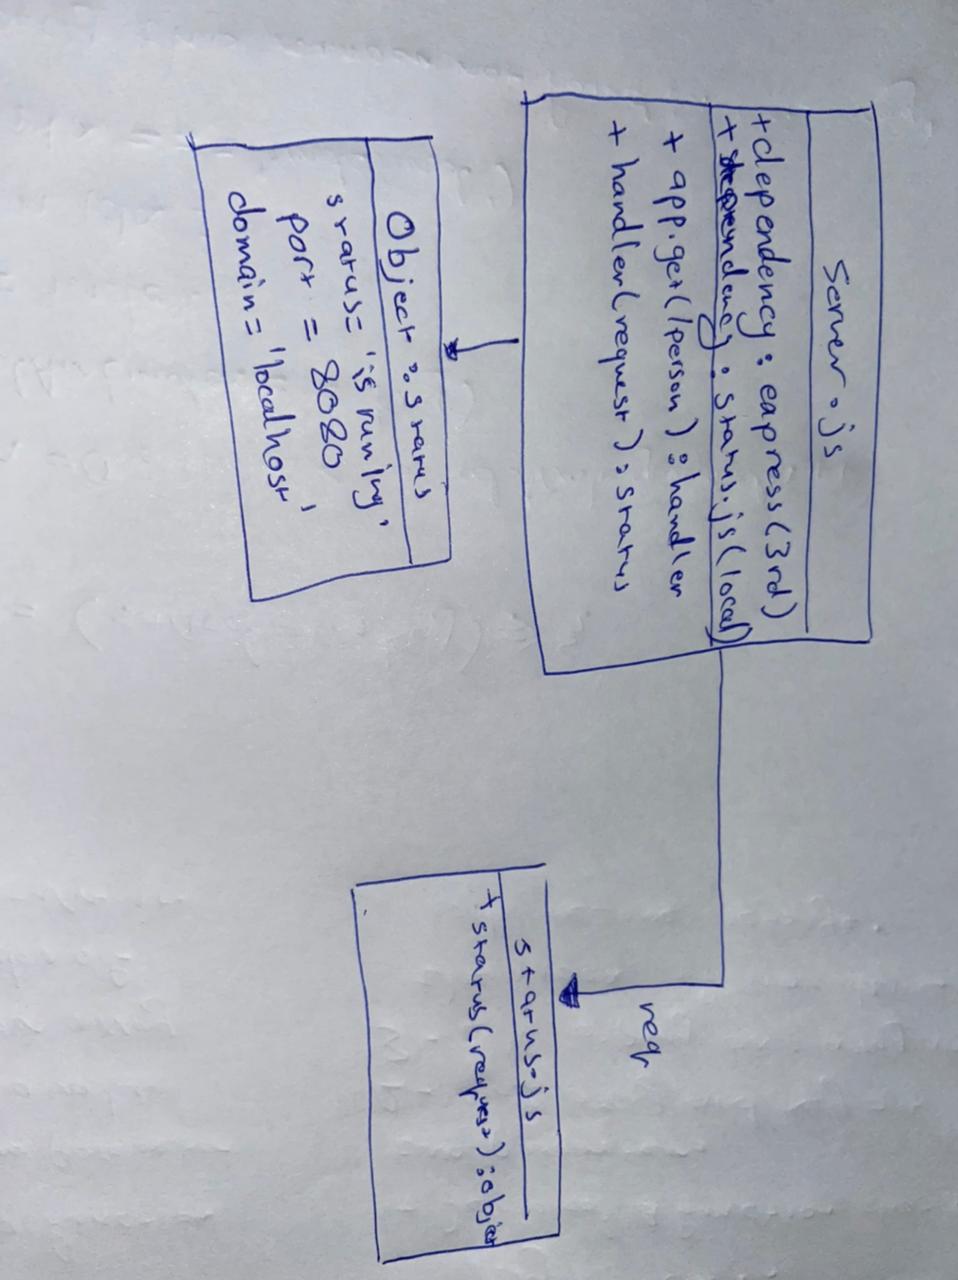 Server.js
+dependency : express(3rd)
+ dependency : status.js(local)
+ app.get(/person) : handler
+ handler(request) : status
Object : status
status= 'is runing'
port = 8080
domain= 'localhost'
req
status.js
+status(request):object